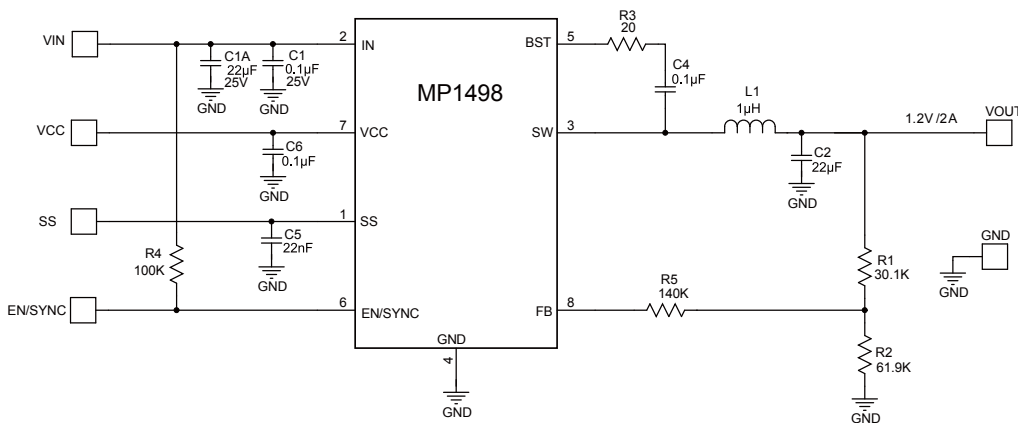 VIN
2
IN
C1A
22µF
25V
GND
C1
0.1µF
25V
GND
VCC
7
VCC
C6
0.1µF
GND
SS
1
SS
C5
22nF
GND
R4
100K
EN/SYNC
6
EN/SYNC
MP1498
GND
4
GND
BST
5
R3
20
C4
0.1µF
SW
3
L1
1µH
C2
22µF
GND
1.2V /2A
VOUT
GND
GND
R1
30.1K
FB
8
R5
140K
R2
61.9K
GND